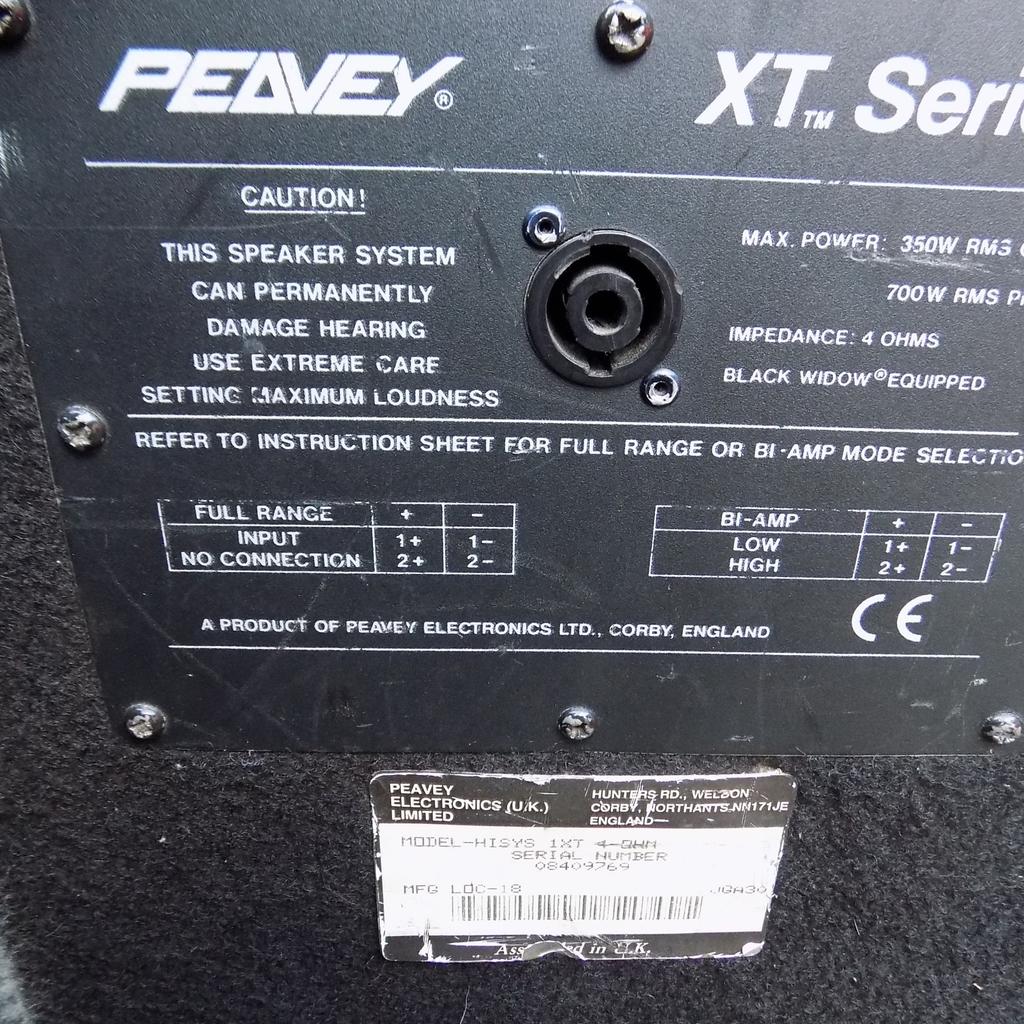 PEAVEY®
XT™ Seri
CAUTION!
THIS SPEAKER SYSTEM
CAN PERMANENTLY
DAMAGE HEARING
USE EXTREME CARE
SETTING MAXIMUM LOUDNESS
MAX. POWER: 350W RMS
700W RMS P
IMPEDANCE: 4 OHMS
BLACK WIDOW® EQUIPPED
REFER TO INSTRUCTION SHEET FOR FULL RANGE OR BI-AMP MODE SELECTIO
FULL RANGE + -
INPUT 1+ 1-
NO CONNECTION 2+ 2-
BI-AMP + -
LOW 1+ 1-
HIGH 2+ 2-
A PRODUCT OF PEAVEY ELECTRONICS LTD., CORBY, ENGLAND
CE
PEAVEY
ELECTRONICS (U.K.)
LIMITED
HUNTERS RD., WELDON
CORBY, NORTHANTS.NN171JE
ENGLAND
MODEL-HISYS 1XT 4-OHM
SERIAL NUMBER
08409769
MFG LOC-18 JGA30
in U.K.